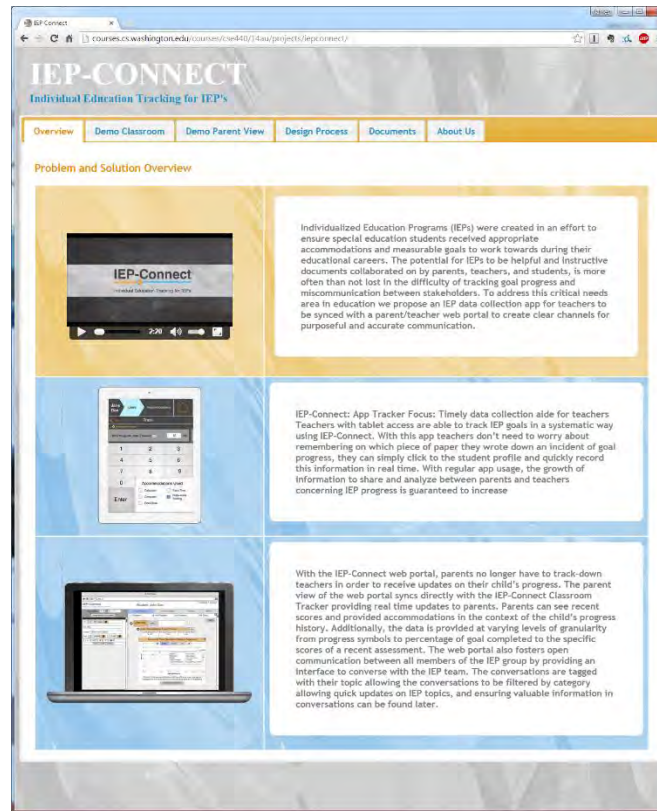 IEP-Connect
courses.cs.washington.edu/courses/cse440/14au/projects/iepconnect/
IEP-CONNECT
Individual Education Tracking for IEP's
Overview
Demo Classroom
Demo Parent View
Design Process
Documents
About Us
Problem and Solution Overview
IEP-Connect
Individual Education Tracking for IEP's
2:20
Individualized Education Programs (IEPs) were created in an effort to
ensure special education students received appropriate
accommodations and measurable goals to work towards during their
educational careers. The potential for IEPs to be helpful and instructive
documents collaborated on by parents, teachers, and students, is more
often than not lost in the difficulty of tracking goal progress and
miscommunication between stakeholders. To address this critical needs
area in education we propose an IEP data collection app for teachers to
be synced with a parent/teacher web portal to create clear channels for
purposeful and accurate communication.
1 2 3
4 5 6
7 8 9
0
Enter
IEP-Connect: App Tracker Focus: Timely data collection aide for teachers
Teachers with tablet access are able to track IEP goals in a systematic way
using IEP-Connect. With this app teachers don't need to worry about
remembering on which piece of paper they wrote down an incident of goal
progress, they can simply click to the student profile and quickly record
this information in real time. With regular app usage, the growth of
information to share and analyze between parents and teachers
concerning IEP progress is guaranteed to increase
With the IEP-Connect web portal, parents no longer have to track-down
teachers in order to receive updates on their child's progress. The parent
view of the web portal syncs directly with the IEP-Connect Classroom
Tracker providing real time updates to parents. Parents can see recent
scores and provided accommodations in the context of the child's progress
history. Additionally, the data is provided at varying levels of granularity
from progress symbols to percentage of goal completed to the specific
scores of a recent assessment. The web portal also fosters open
communication between all members of the IEP group by providing an
interface to converse with the IEP team. The conversations are tagged
with their topic allowing the conversations to be filtered by category
allowing quick updates on IEP topics, and ensuring valuable information in
conversations can be found later.